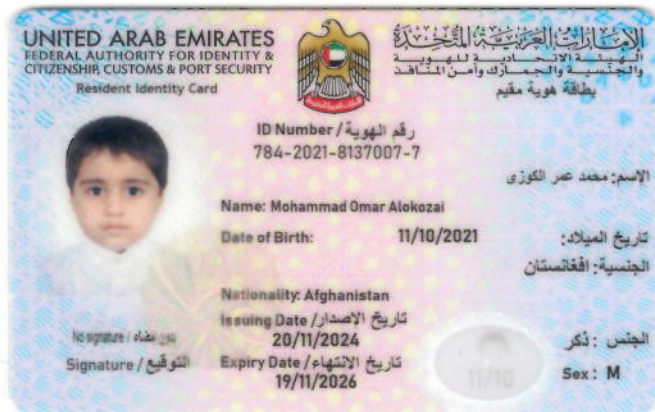 UNITED ARAB EMIRATES
FEDERAL AUTHORITY FOR IDENTITY &
CITIZENSHIP, CUSTOMS & PORT SECURITY
Resident Identity Card
الإمارات العربية المتحدة
الهيئة الاتحادية للهوية
والجنسية والجمارك وأمن المنافذ
بطاقة هوية مقيم
ID Number / رقم الهوية
784-2021-8137007-7
الإسم: محمد عمر الكوزى
Name: Mohammad Omar Alokozai
Date of Birth: 11/10/2021 تاريخ الميلاد:
الجنسية: افغانستان
Nationality: Afghanistan
Issuing Date / تاريخ الإصدار
20/11/2024
No signature / بدون إمضاء
Signature / التوقيع
Expiry Date / تاريخ الانتهاء
19/11/2026
الجنس : ذكر
Sex: M
11/10